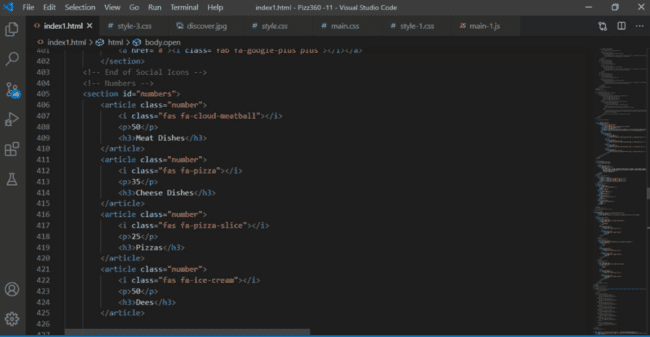 File Edit Selection View Go Run Terminal Help index1.html - Pizz360 -11 - Visual Studio Code
index1.html style-3.css discover.jpg style.css main.css style-1.css main-1.js
index1.html > html > body.open
401 <a href="#"><i class="fab fa-google-plus plus"></i></a>
402 </section>
403 <!-- End of Social Icons -->
404 <!-- Numbers -->
405 <section id="numbers">
406 <article class="number">
407 <i class="fas fa-cloud-meatball"></i>
408 <p>50</p>
409 <h3>Meat Dishes</h3>
410 </article>
411 <article class="number">
412 <i class="fas fa-pizza"></i>
413 <p>35</p>
414 <h3>Cheese Dishes</h3>
415 </article>
416 <article class="number">
417 <i class="fas fa-pizza-slice"></i>
418 <p>25</p>
419 <h3>Pizzas</h3>
420 </article>
421 <article class="number">
422 <i class="fas fa-ice-cream"></i>
423 <p>50</p>
424 <h3>Dees</h3>
425 </article>
426
427